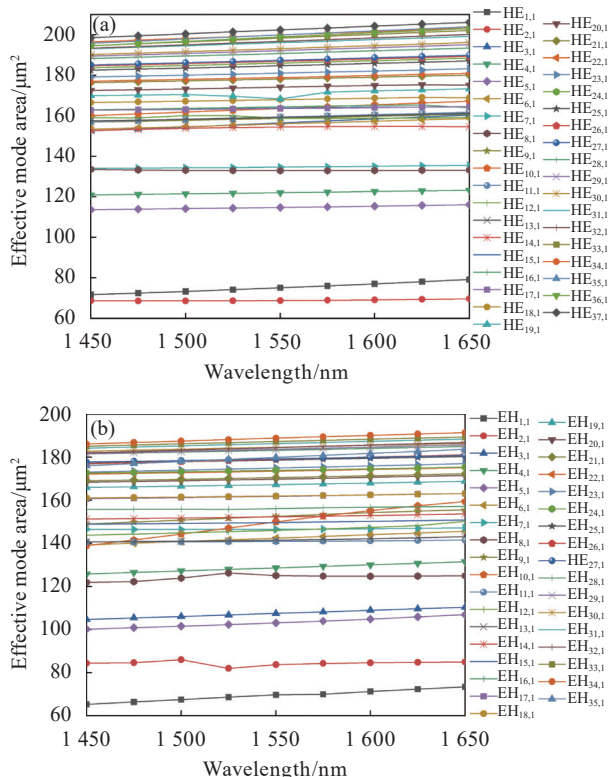 (a)
Effective mode area/μm²
200
180
160
140
120
100
80
60
1 450
1 500
1 550
1 600
1 650
Wavelength/nm
HE1,1
HE2,1
HE3,1
HE4,1
HE5,1
HE6,1
HE7,1
HE8,1
HE9,1
HE10,1
HE11,1
HE12,1
HE13,1
HE14,1
HE15,1
HE16,1
HE17,1
HE18,1
HE19,1
HE20,1
HE21,1
HE22,1
HE23,1
HE24,1
HE25,1
HE26,1
HE27,1
HE28,1
HE29,1
HE30,1
HE31,1
HE32,1
HE33,1
HE34,1
HE35,1
HE36,1
HE37,1
(b)
Effective mode area/μm²
200
180
160
140
120
100
80
60
1 450
1 500
1 550
1 600
1 650
Wavelength/nm
EH1,1
EH2,1
EH3,1
EH4,1
EH5,1
EH6,1
EH7,1
EH8,1
EH9,1
EH10,1
EH11,1
EH12,1
EH13,1
EH14,1
EH15,1
EH16,1
EH17,1
EH18,1
EH19,1
EH20,1
EH21,1
EH22,1
EH23,1
EH24,1
EH25,1
EH26,1
HE27,1
EH28,1
EH29,1
EH30,1
EH31,1
EH32,1
EH33,1
EH34,1
EH35,1